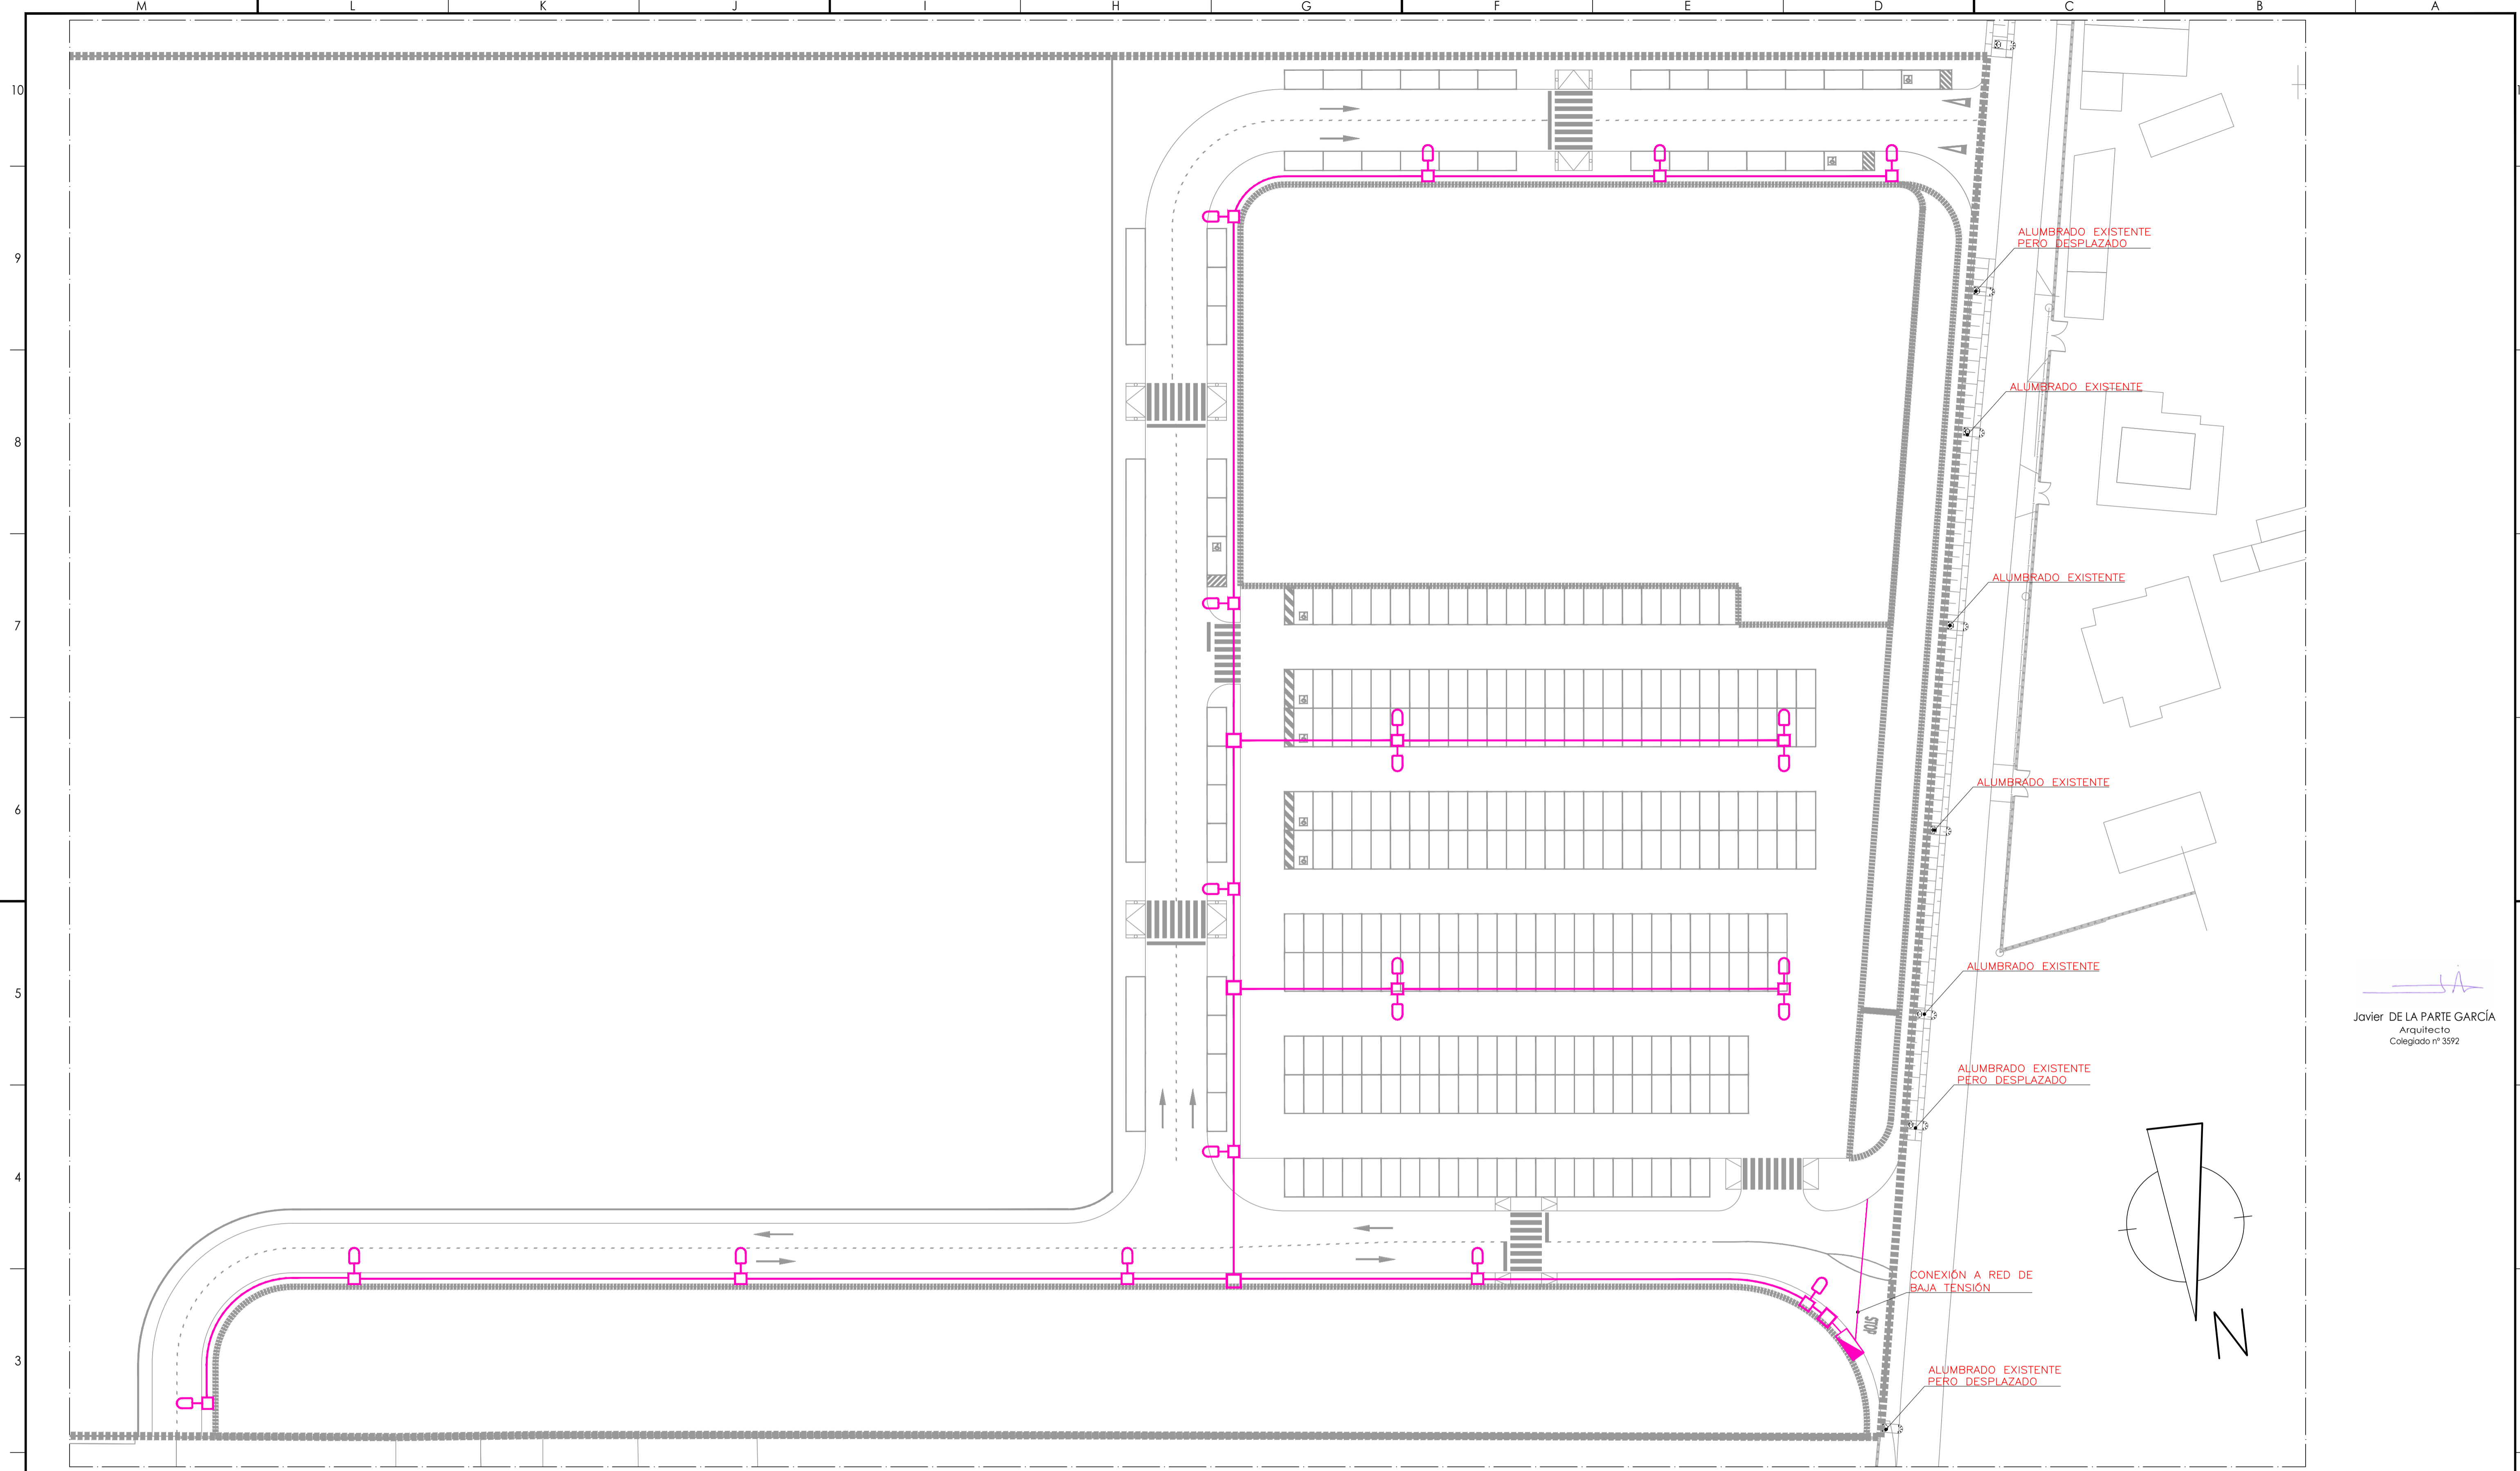 M L K J I H G F E D C B A
10
1
9
8
7
6
5
4
3
ALUMBRADO EXISTENTE
PERO DESPLAZADO
ALUMBRADO EXISTENTE
ALUMBRADO EXISTENTE
ALUMBRADO EXISTENTE
ALUMBRADO EXISTENTE
Javier DE LA PARTE GARCÍA
Arquitecto
Colegiado nº 3592
ALUMBRADO EXISTENTE
PERO DESPLAZADO
CONEXIÓN A RED DE
BAJA TENSIÓN
STOP
N
ALUMBRADO EXISTENTE
PERO DESPLAZADO